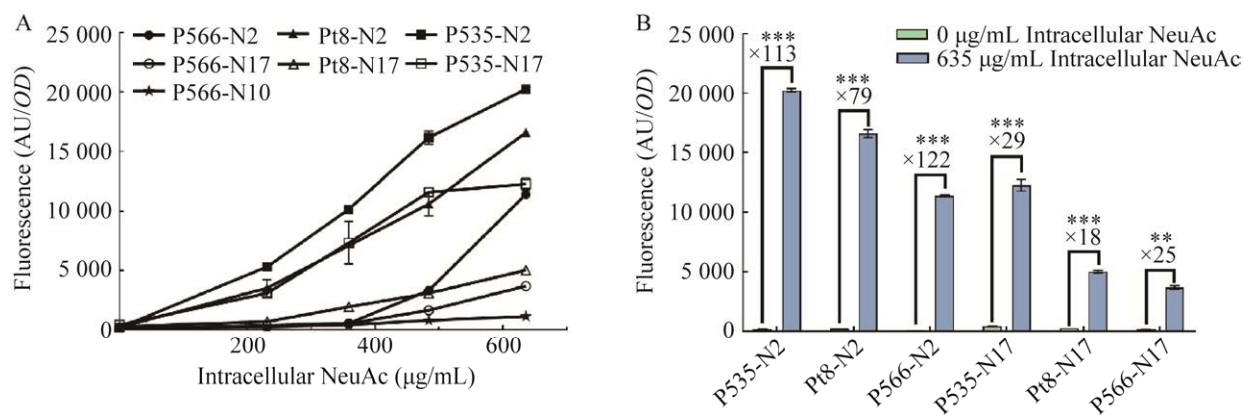 A
25 000
20 000
15 000
10 000
5 000
0
Fluorescence (AU/OD)
P566-N2 Pt8-N2 P535-N2
P566-N17 Pt8-N17 P535-N17
P566-N10
200 400 600
Intracellular NeuAc (μg/mL)
B
25 000
20 000
15 000
10 000
5 000
0
Fluorescence (AU/OD)
0 μg/mL Intracellular NeuAc
635 μg/mL Intracellular NeuAc
***
×113
***
×79
***
×122
***
×29
***
×18
**
×25
P535-N2
Pt8-N2
P566-N2
P535-N17
Pt8-N17
P566-N17